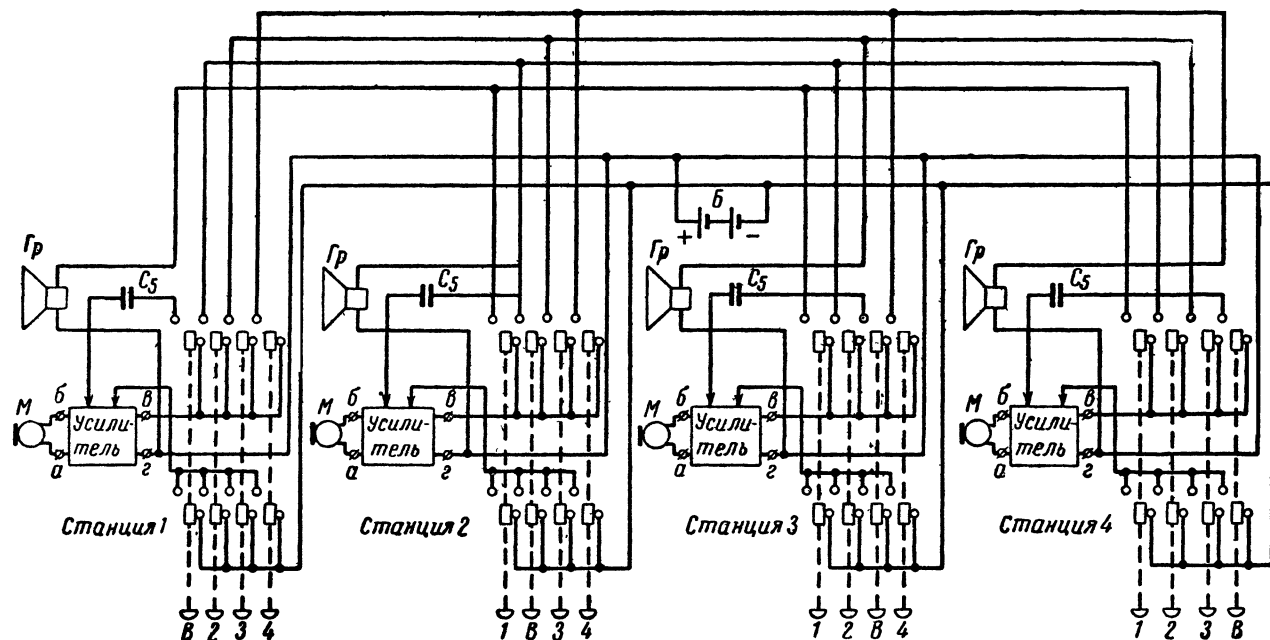 Б
+ −
Гр C5 Гр C5 Гр C5 Гр C5
б в б в б в б в
М Усили-тель М Усили-тель М Усили-тель М Усили-тель
а г а г а г а г
Станция 1 Станция 2 Станция 3 Станция 4
В 2 3 4 1 В 3 4 1 2 В 4 1 2 3 В